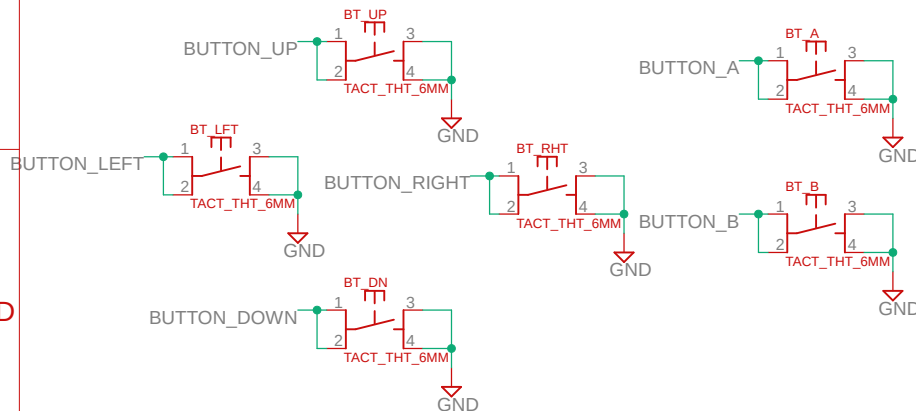 BT_UP
BUTTON_UP
1
3
2
4
TACT_THT_6MM
GND
BT_A
BUTTON_A
1
3
2
4
TACT_THT_6MM
GND
BT_LFT
BUTTON_LEFT
1
3
2
4
TACT_THT_6MM
GND
BT_RHT
BUTTON_RIGHT
1
3
2
4
TACT_THT_6MM
GND
BT_B
BUTTON_B
1
3
2
4
TACT_THT_6MM
GND
D
BT_DN
BUTTON_DOWN
1
3
2
4
TACT_THT_6MM
GND